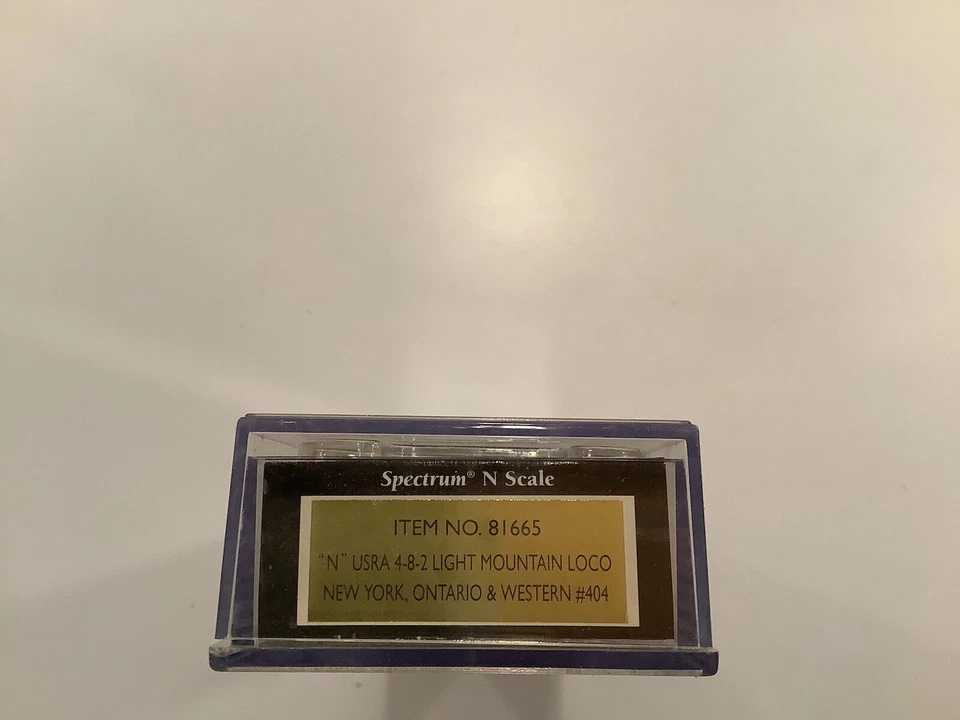 Spectrum® N Scale
ITEM NO. 81665
"N" USRA 4-8-2 LIGHT MOUNTAIN LOCO
NEW YORK, ONTARIO & WESTERN #404